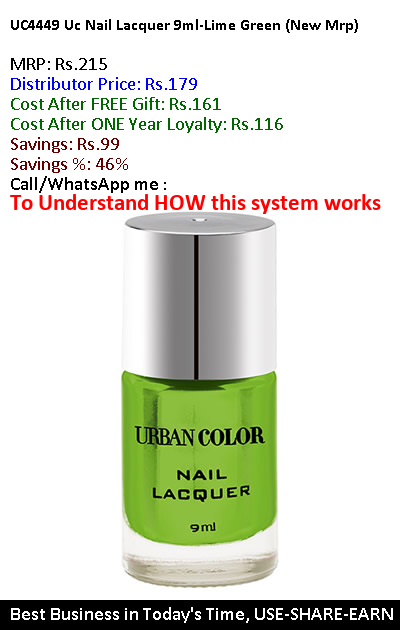 UC4449 Uc Nail Lacquer 9ml-Lime Green (New Mrp)
MRP: Rs.215
Distributor Price: Rs.179
Cost After FREE Gift: Rs.161
Cost After ONE Year Loyalty: Rs.116
Savings: Rs.99
Savings %: 46%
Call/WhatsApp me :
To Understand HOW this system works
URBAN COLOR
NAIL
LACQUER
9ml
Best Business in Today's Time, USE-SHARE-EARN